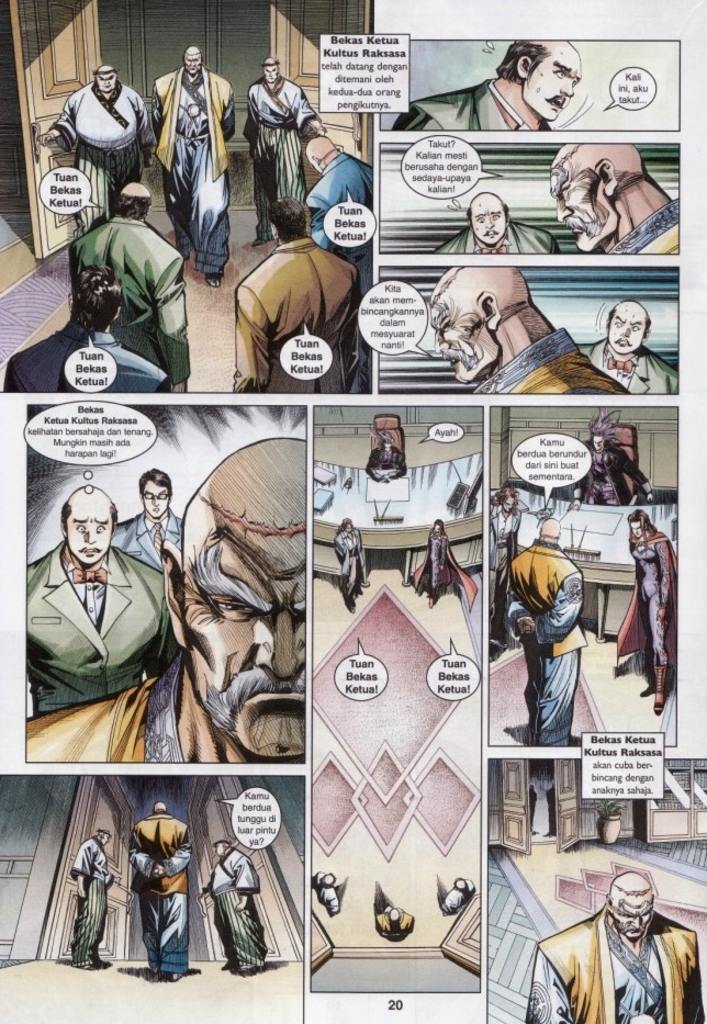 Bekas Ketua
Kultus Raksasa
telah dengan
ditemani oleh
kedua-dua orang
pengikutnya.
Tuan
Bekas
Ketua!
Tuan
Bekas
Ketua!
Tuan
Bekas
Ketua!
Tuan
Bekas
Ketua!
Kali
ini, aku
takut...
Takut?
Kalian mesti
berusaha dengan
sedaya-upaya
kalian!
Kita
akan mem-
bincangkannya
dalam
mesyuarat
nanti!
Bekas
Ketua Kultus Raksasa
kelihatan bersahaja dan tenang.
Mungkin masih ada
harapan lagi!
Ayah!
Tuan
Bekas
Ketua!
Tuan
Bekas
Ketua!
Kamu
berdua berundur
dari sini buat
sementara.
Kamu
berdua
tunggu di
luar pintu
ya?
Bekas Ketua
Kultus Raksasa
akan cuba ber-
bincang dengan
anaknya sahaja.
20